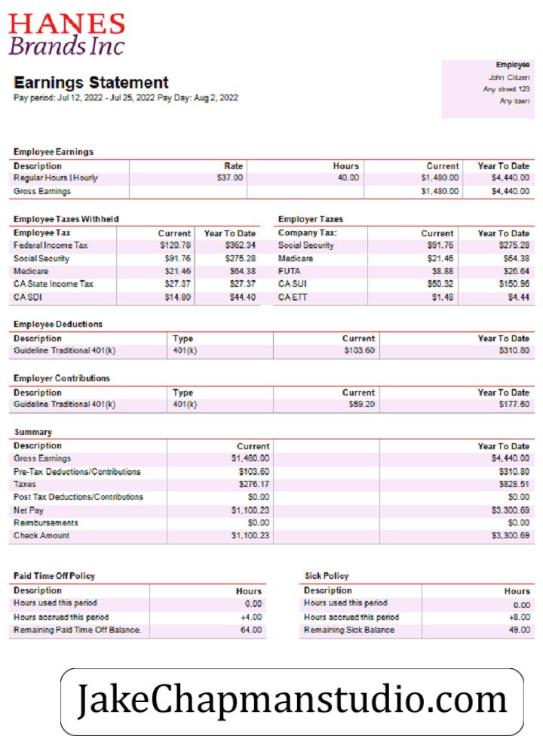 HANES
Brands Inc
Employee
John Citizen
Any street 123
Any town
Earnings Statement
Pay period: Jul 12, 2022 - Jul 25, 2022 Pay Day: Aug 2, 2022
Employee Earnings
Description Rate Hours Current Year To Date
Regular Hours | Hourly $37.00 40.00 $1,480.00 $4,440.00
Gross Earnings $1,480.00 $4,440.00
Employee Taxes Withheld Employer Taxes
Employee Tax Current Year To Date Company Tax: Current Year To Date
Federal Income Tax $120.78 $362.34 Social Security $91.76 $275.28
Social Security $91.76 $275.28 Medicare $21.46 $64.38
Medicare $21.46 $64.38 FUTA $8.88 $26.64
CA State Income Tax $27.37 $27.37 CA SUI $50.32 $150.96
CA SDI $14.80 $44.40 CA ETT $1.48 $4.44
Employee Deductions
Description Type Current Year To Date
Guideline Traditional 401(k) 401(k) $103.60 $310.80
Employer Contributions
Description Type Current Year To Date
Guideline Traditional 401(k) 401(k) $59.20 $177.60
Summary
Description Current Year To Date
Gross Earnings $1,480.00 $4,440.00
Pre-Tax Deductions/Contributions $103.60 $310.80
Taxes $276.17 $828.51
Post Tax Deductions/Contributions $0.00 $0.00
Net Pay $1,100.23 $3.300.69
Reimbursements $0.00 $0.00
Check Amount $1,100.23 $3,300.69
Paid Time Off Policy Sick Policy
Description Hours Description Hours
Hours used this period 0.00 Hours used this period 0.00
Hours accrued this period +4.00 Hours accrued this period +8.00
Remaining Paid Time Off Balance. 64.00 Remaining Sick Balance 49.00
JakeChapmanstudio.com